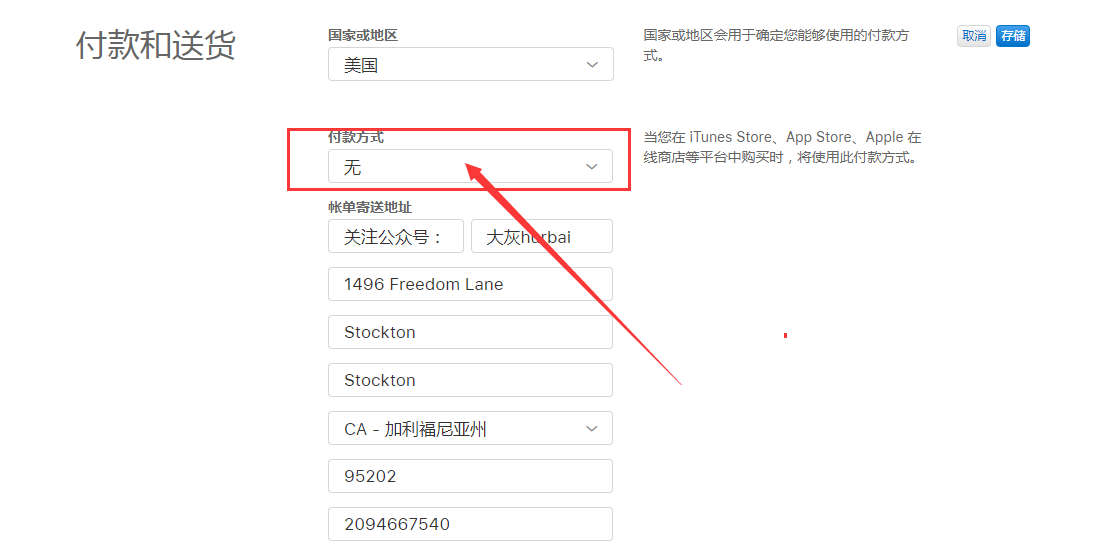 付款和送货
国家或地区
美国
国家或地区会用于确定您能够使用的付款方
式。
取消
存储
付款方式
无
当您在 iTunes Store、App Store、Apple 在
线商店等平台中购买时，将使用此付款方式。
帐单寄送地址
关注公众号：
大灰hurbai
1496 Freedom Lane
Stockton
Stockton
CA - 加利福尼亚州
95202
2094667540